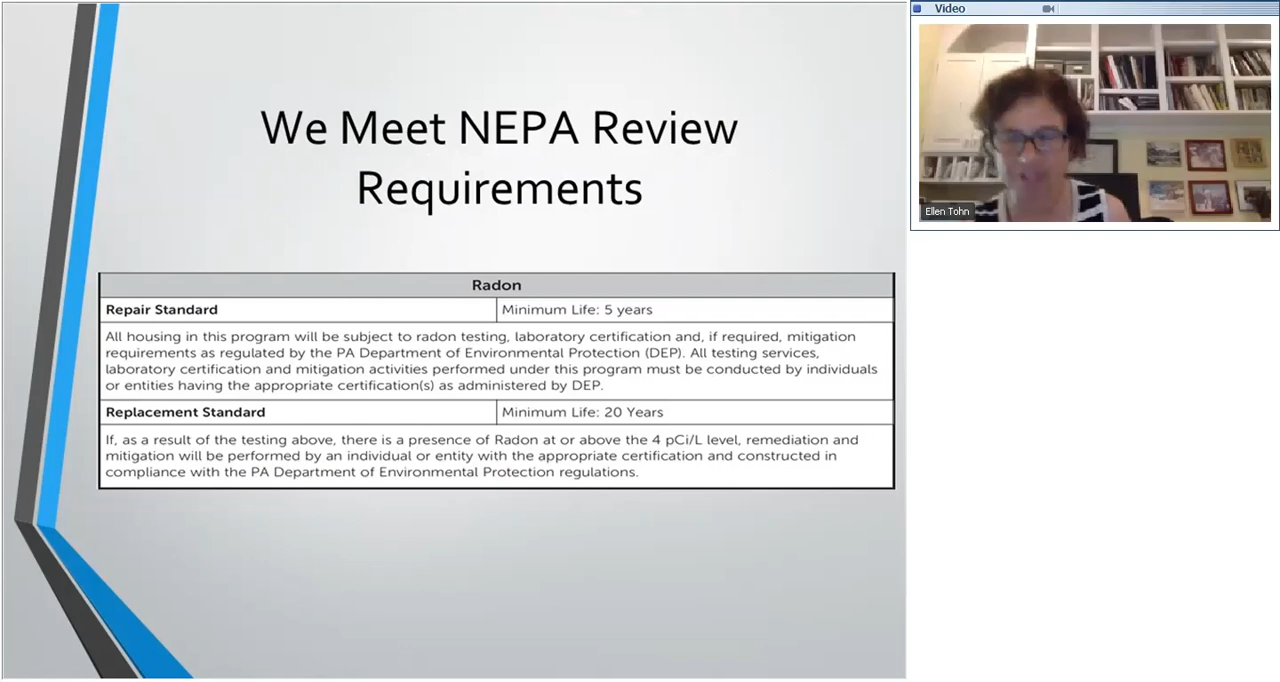 We Meet NEPA Review
Requirements
Radon
Repair Standard
Minimum Life: 5 years
All housing in this program will be subject to radon testing, laboratory certification and, if required, mitigation
requirements as regulated by the PA Department of Environmental Protection (DEP). All testing services,
laboratory certification and mitigation activities performed under this program must be conducted by individuals
or entities having the appropriate certification(s) as administered by DEP.
Replacement Standard
Minimum Life: 20 Years
If, as a result of the testing above, there is a presence of Radon at or above the 4 pCi/L level, remediation and
mitigation will be performed by an individual or entity with the appropriate certification and constructed in
compliance with the PA Department of Environmental Protection regulations.
Video
Ellen Tohn